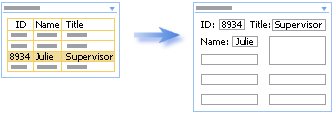 ID Name Title
8934 Julie Supervisor
ID: 8934 Title: Supervisor
Name: Julie